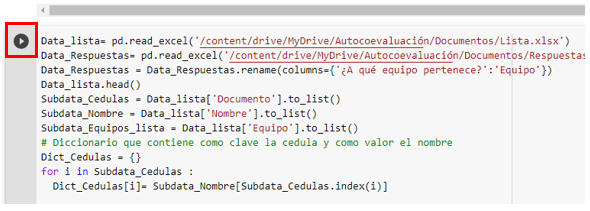 Data_lista= pd.read_excel('/content/drive/MyDrive/Autocoevaluación/Documentos/Lista.xlsx')
Data_Respuestas= pd.read_excel('/content/drive/MyDrive/Autocoevaluación/Documentos/Respuestas
Data_Respuestas = Data_Respuestas.rename(columns={'¿A qué equipo pertenece?':'Equipo'})
Data_lista.head()
Subdata_Cedulas = Data_lista['Documento'].to_list()
Subdata_Nombre = Data_lista['Nombre'].to_list()
Subdata_Equipos_lista = Data_lista['Equipo'].to_list()
# Diccionario que contiene como clave la cedula y como valor el nombre
Dict_Cedulas = {}
for i in Subdata_Cedulas :
  Dict_Cedulas[i]= Subdata_Nombre[Subdata_Cedulas.index(i)]